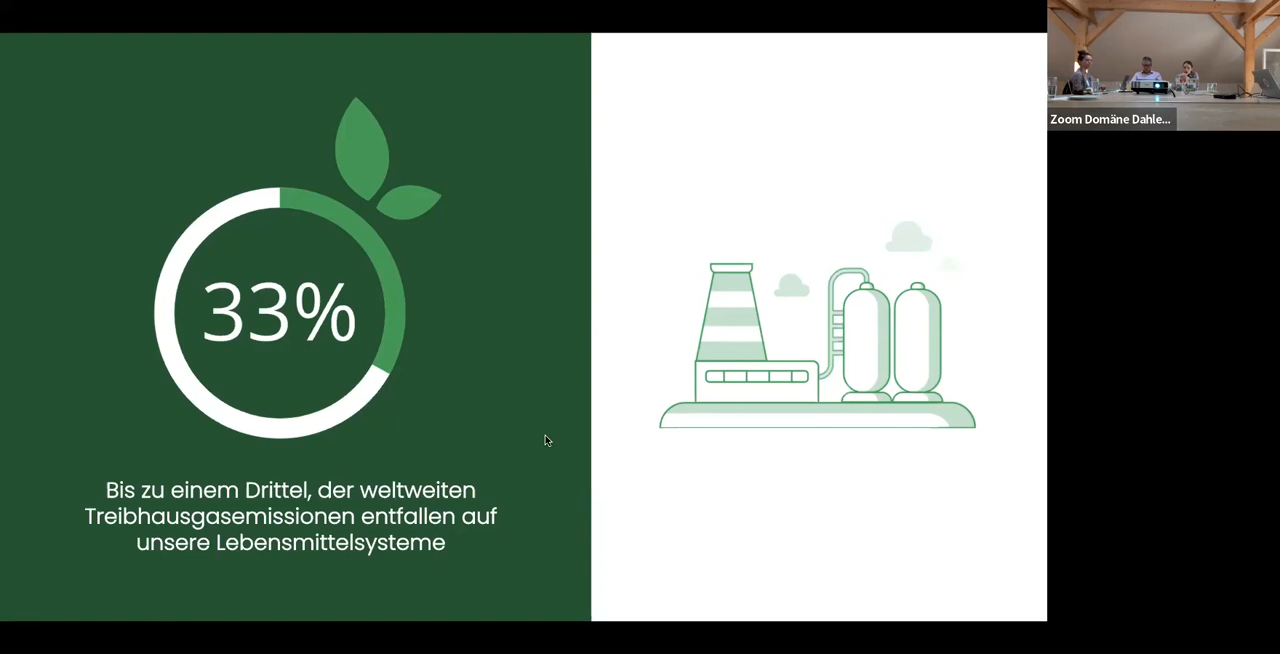 33%
Bis zu einem Drittel, der weltweiten
Treibhausgasemissionen entfallen auf
unsere Lebensmittelsysteme
Zoom Domäne Dahle...